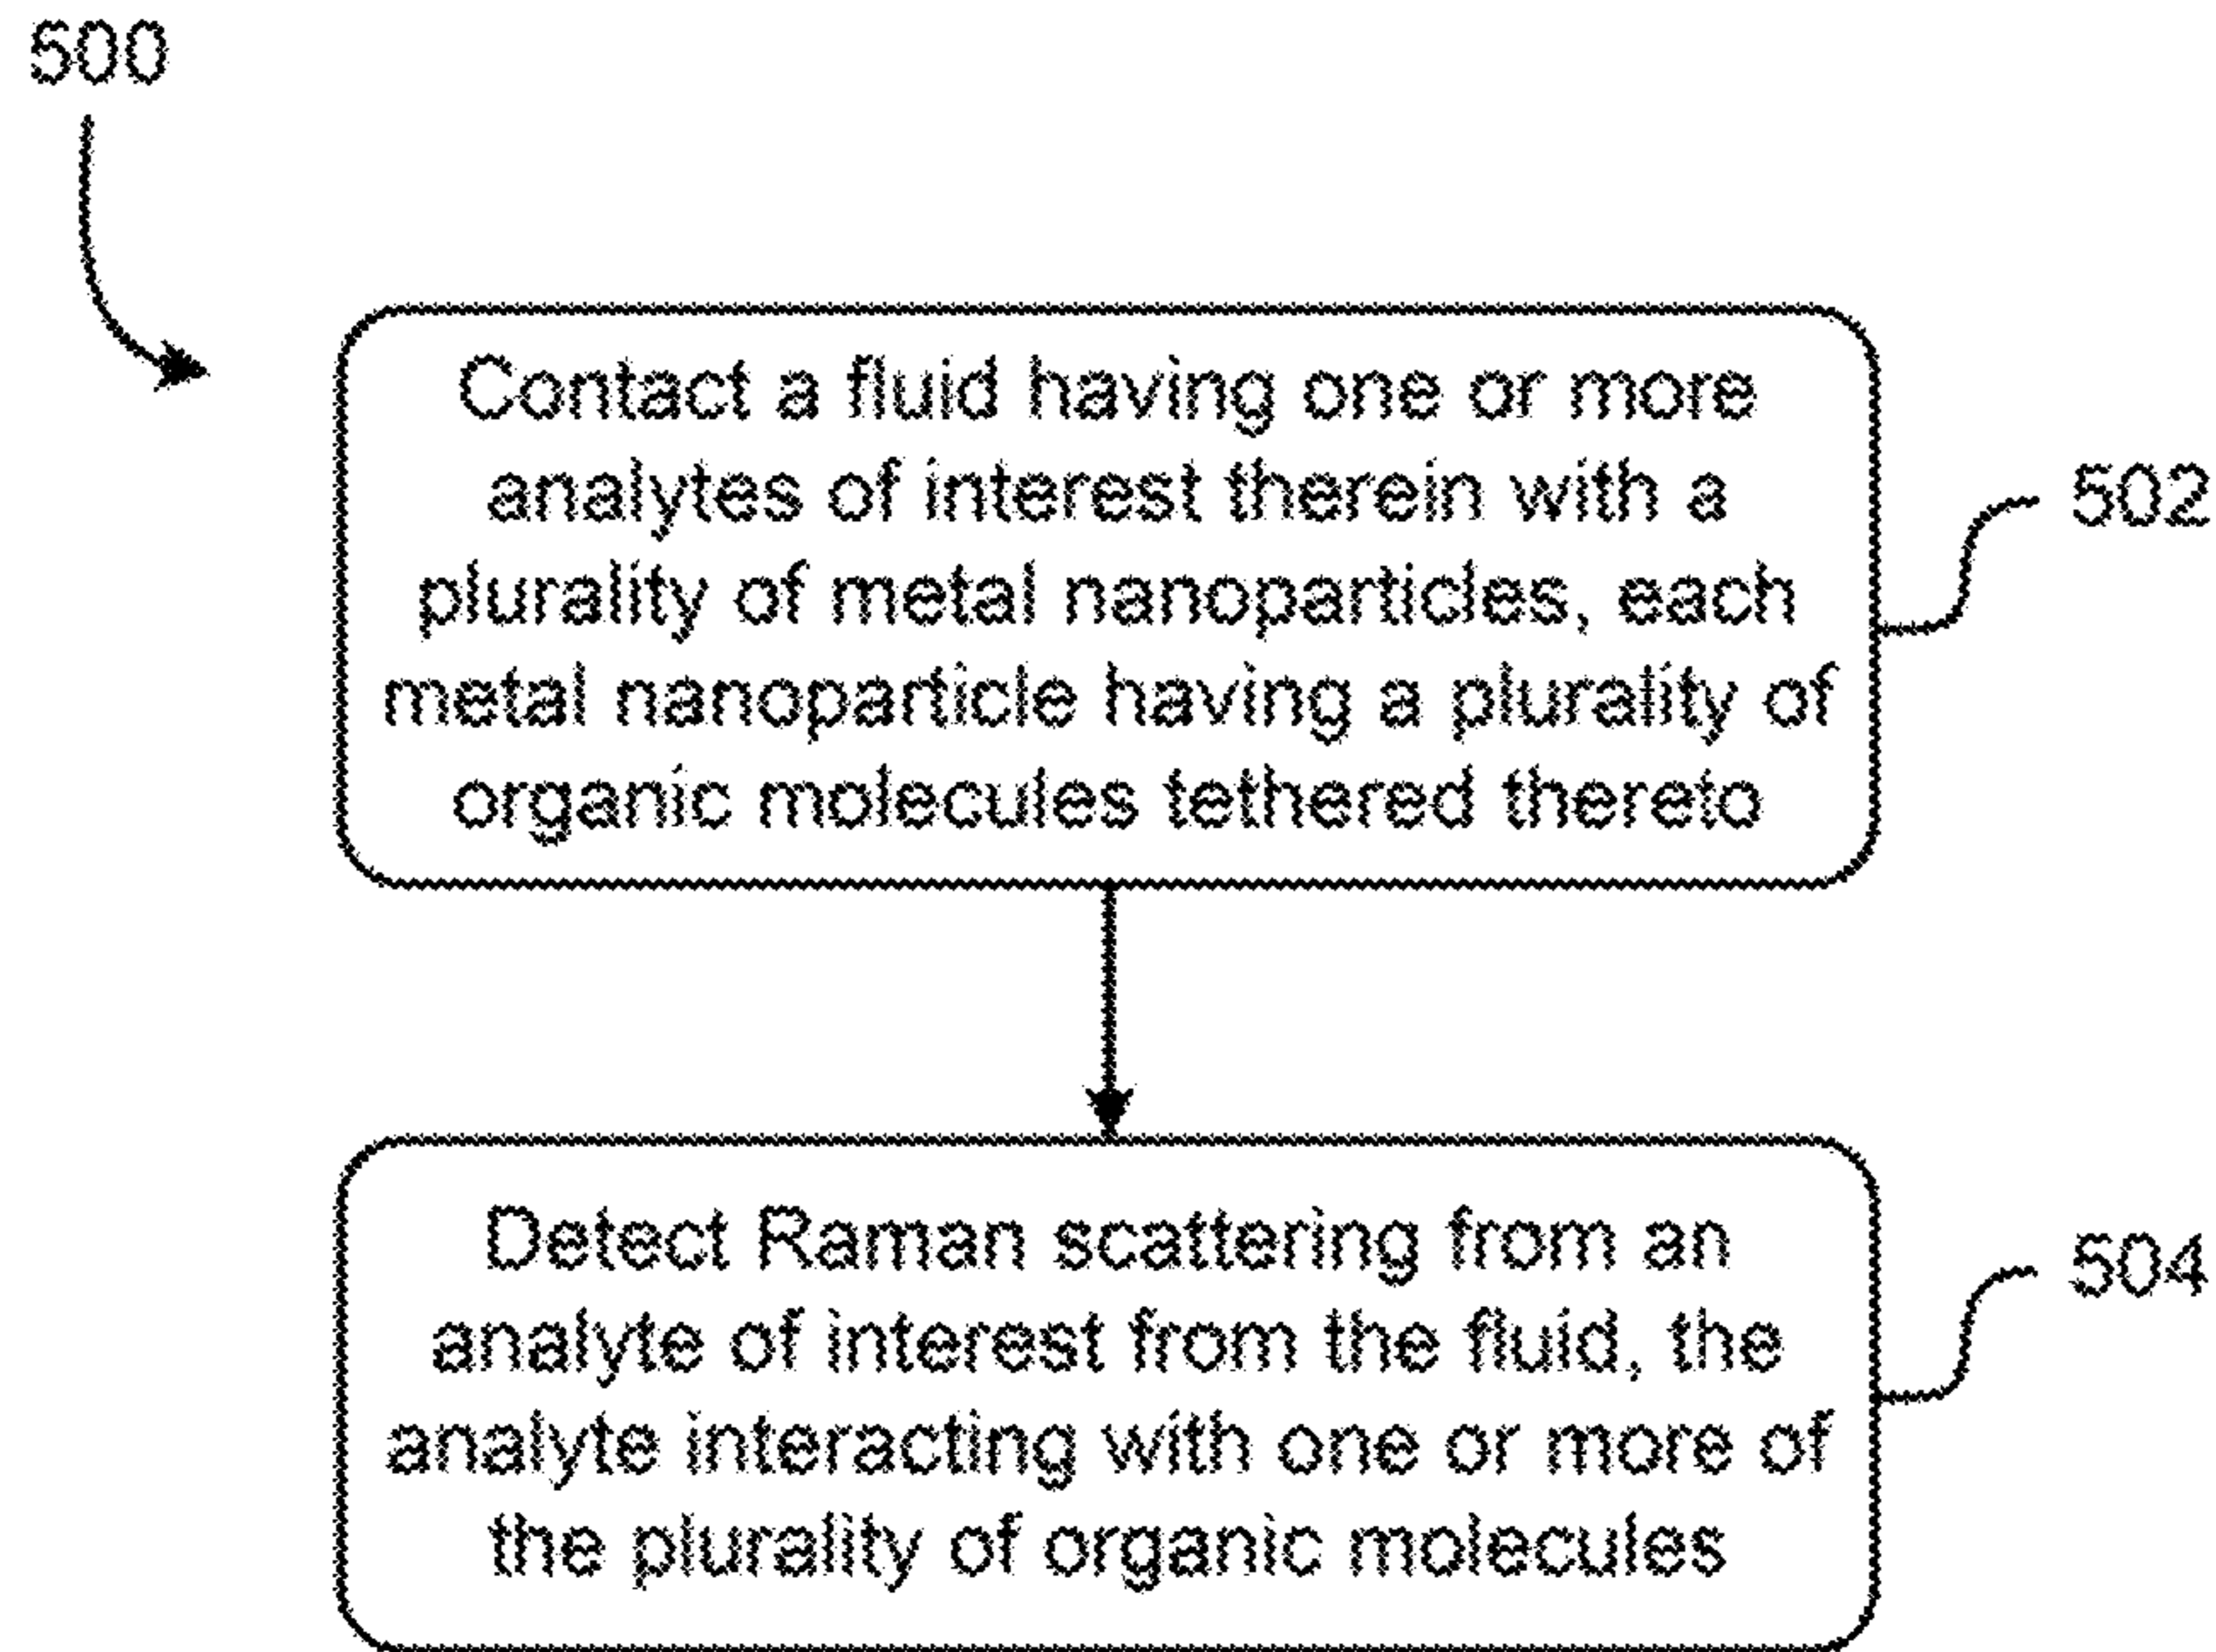 500
Contact a fluid having one or more
analytes of interest therein with a
plurality of metal nanoparticles, each
metal nanoparticle having a plurality of
organic molecules tethered thereto
502
Detect Raman scattering from an
analyte of interest from the fluid, the
analyte interacting with one or more of
the plurality of organic molecules
504